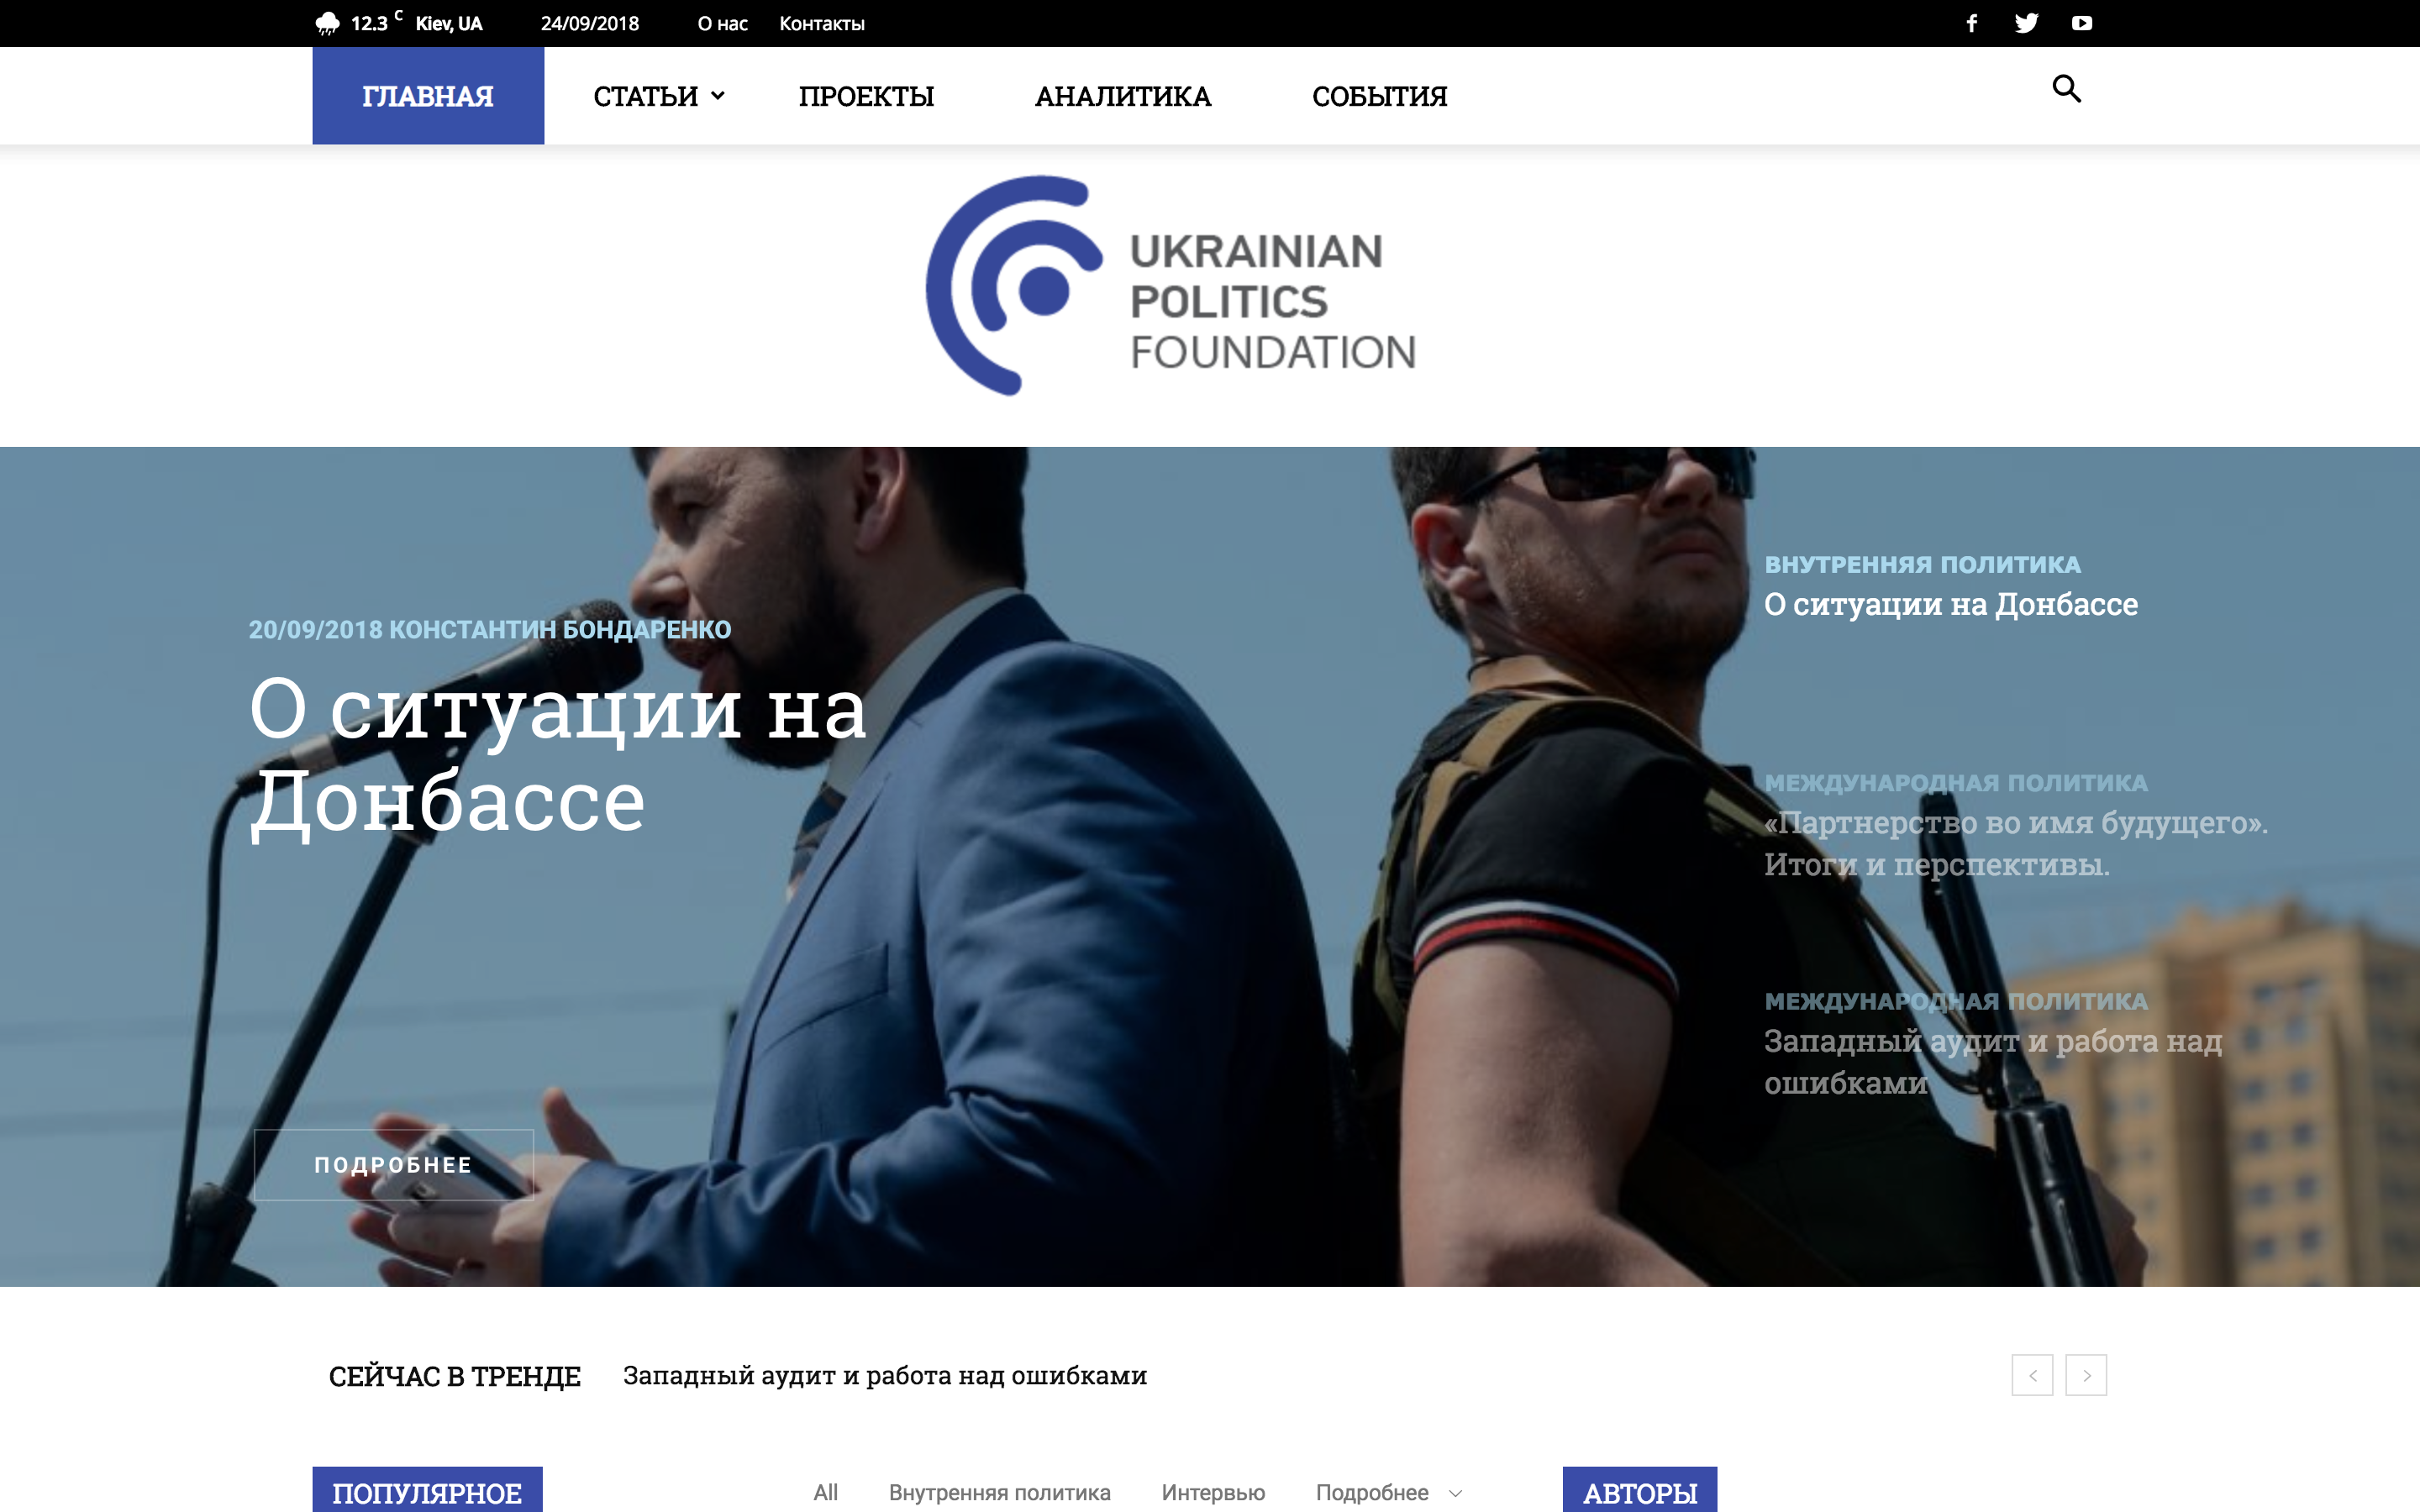 12.3 C Kiev, UA 24/09/2018 О нас Контакты
ГЛАВНАЯ СТАТЬИ ПРОЕКТЫ АНАЛИТИКА СОБЫТИЯ
UKRAINIAN
POLITICS
FOUNDATION
20/09/2018 КОНСТАНТИН БОНДАРЕНКО
О ситуации на
Донбассе
ПОДРОБНЕЕ
ВНУТРЕННЯЯ ПОЛИТИКА
О ситуации на Донбассе
МЕЖДУНАРОДНАЯ ПОЛИТИКА
«Партнерство во имя будущего».
Итоги и перспективы.
МЕЖДУНАРОДНАЯ ПОЛИТИКА
Западный аудит и работа над
ошибками
СЕЙЧАС В ТРЕНДЕ Западный аудит и работа над ошибками
ПОПУЛЯРНОЕ All Внутренняя политика Интервью Подробнее АВТОРЫ